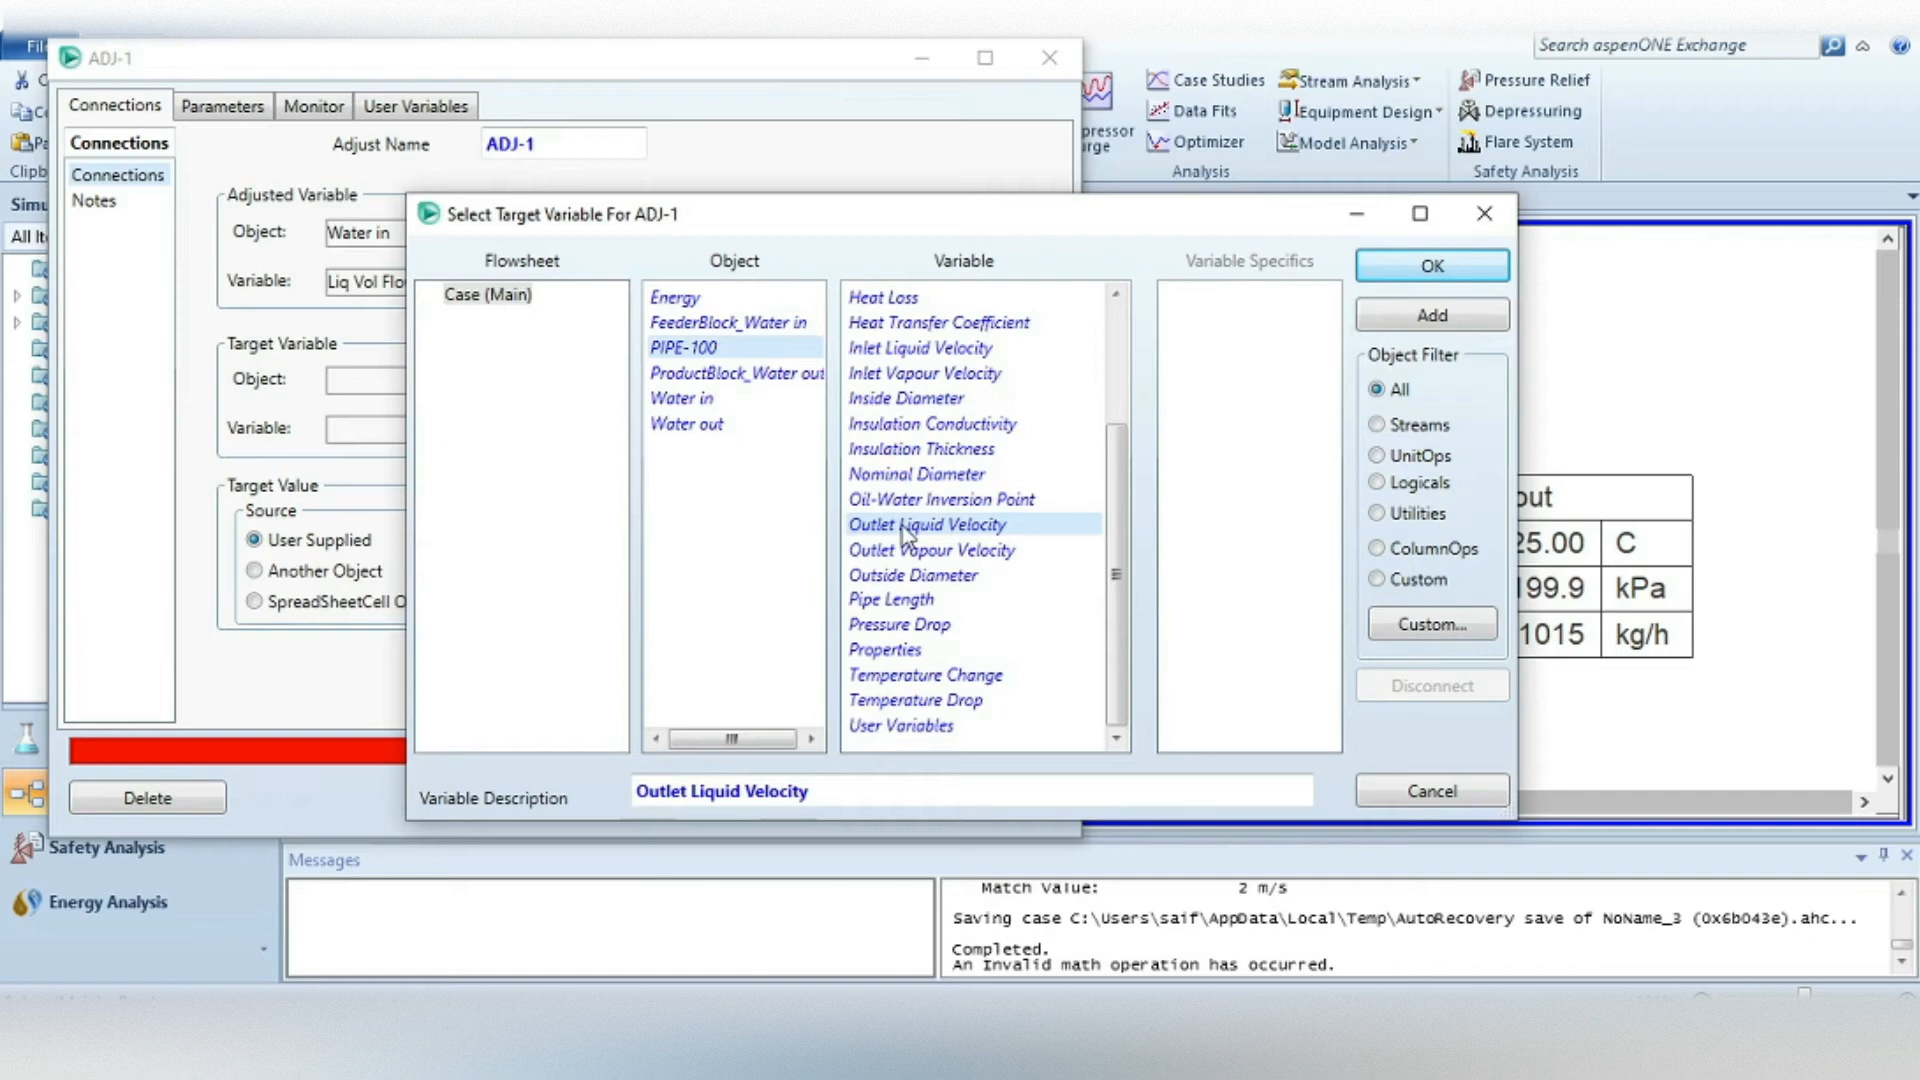 File
Search aspenONE Exchange
ADJ-1
Connections
Parameters
Monitor
User Variables
Case Studies
Stream Analysis
Pressure Relief
Data Fits
Equipment Design
Depressuring
Optimizer
Model Analysis
Flare System
Analysis
Safety Analysis
pressor
urge
Clipb
Simu
All It
Connections
Connections
Notes
Adjust Name
ADJ-1
Adjusted Variable
Object:
Water in
Variable:
Liq Vol Flo
Target Variable
Object:
Variable:
Target Value
Source
User Supplied
Another Object
SpreadSheetCell O
Delete
Select Target Variable For ADJ-1
Flowsheet
Object
Variable
Variable Specifics
Case (Main)
Energy
FeederBlock_Water in
PIPE-100
ProductBlock_Water out
Water in
Water out
Heat Loss
Heat Transfer Coefficient
Inlet Liquid Velocity
Inlet Vapour Velocity
Inside Diameter
Insulation Conductivity
Insulation Thickness
Nominal Diameter
Oil-Water Inversion Point
Outlet Liquid Velocity
Outlet Vapour Velocity
Outside Diameter
Pipe Length
Pressure Drop
Properties
Temperature Change
Temperature Drop
User Variables
OK
Add
Object Filter
All
Streams
UnitOps
Logicals
Utilities
ColumnOps
Custom
Custom...
Disconnect
Cancel
Variable Description
Outlet Liquid Velocity
out
25.00 C
199.9 kPa
1015 kg/h
Safety Analysis
Energy Analysis
Messages
Match Value: 2 m/s
Saving case C:\Users\saif\AppData\Local\Temp\AutoRecovery save of NoName_3 (0x6b043e).ahc...
Completed.
An Invalid math operation has occurred.